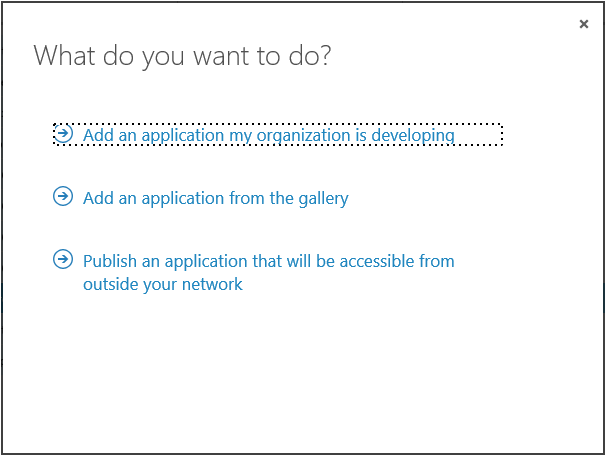 What do you want to do?
Add an application my organization is developing
Add an application from the gallery
Publish an application that will be accessible from
outside your network